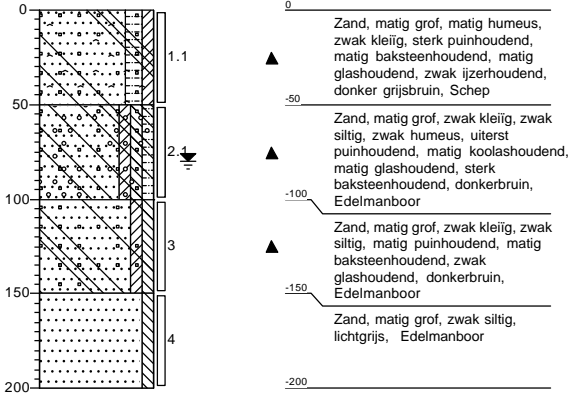 0
50
100
150
200
1.1
2.1
3
4
0
Zand, matig grof, matig humeus,
zwak kleiïg, sterk puinhoudend,
matig baksteenhoudend, matig
glashoudend, zwak ijzerhoudend,
donker grijsbruin, Schep
-50
Zand, matig grof, zwak kleiïg, zwak
siltig, zwak humeus, uiterst
puinhoudend, matig koolashoudend,
matig glashoudend, sterk
baksteenhoudend, donkerbruin,
Edelmanboor
-100
Zand, matig grof, zwak kleiïg, zwak
siltig, matig puinhoudend, matig
baksteenhoudend, zwak
glashoudend, donkerbruin,
Edelmanboor
-150
Zand, matig grof, zwak siltig,
lichtgrijs, Edelmanboor
-200